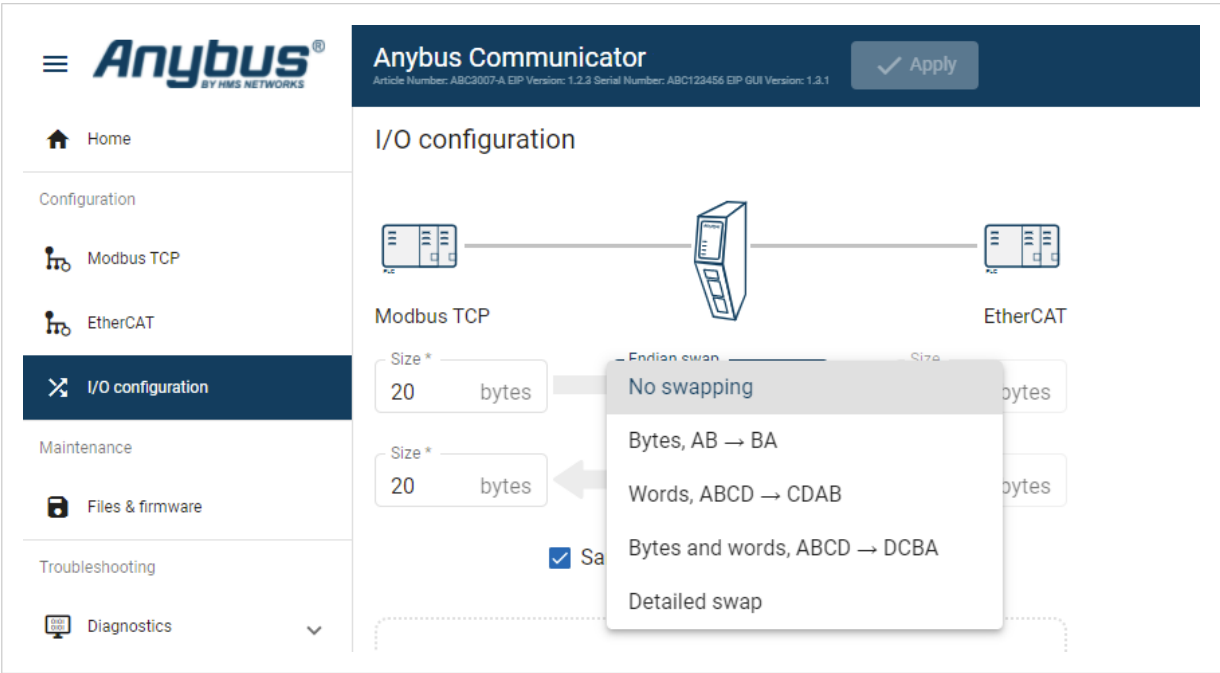 Anybus®
BY HMS NETWORKS
Anybus Communicator
Article Number: ABC3007-A EIP Version: 1.2.3 Serial Number: ABC123456 EIP GUI Version: 1.3.1
Apply
Home
Configuration
Modbus TCP
EtherCAT
I/O configuration
Maintenance
Files & firmware
Troubleshooting
Diagnostics
I/O configuration
PLC
Anybus
PLC
Modbus TCP
EtherCAT
Size *
20 bytes
Endian swap
Size
bytes
Size *
20 bytes
bytes
No swapping
Bytes, AB → BA
Words, ABCD → CDAB
Bytes and words, ABCD → DCBA
Detailed swap
Sa